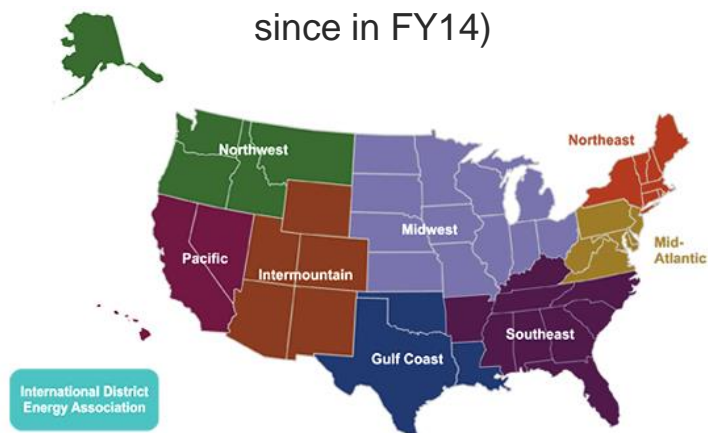 since in FY14)
Northwest
Northeast
Midwest
Mid-
Atlantic
Pacific
Intermountain
Southeast
Gulf Coast
International District
Energy Association